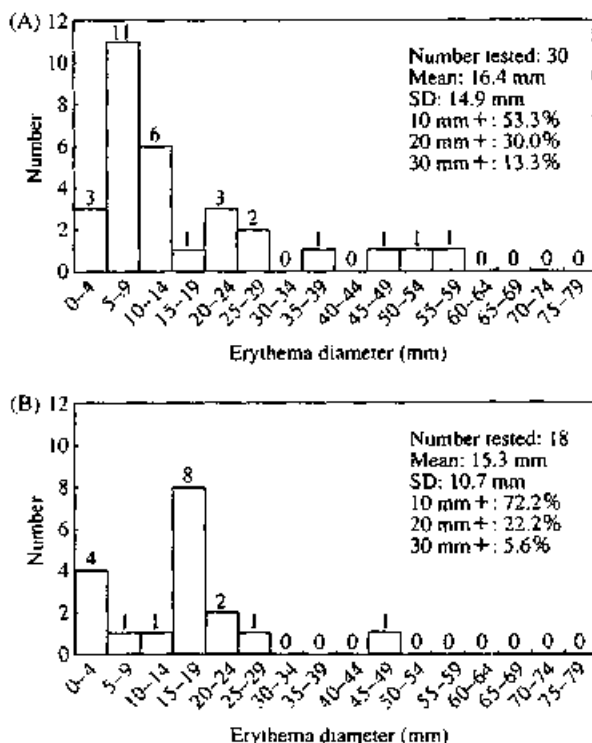 (A)
12
10
8
6
4
2
0
Number
3 11 6 1 3 2 0 1 0 1 1 1 0 0 0 0
Number tested: 30
Mean: 16.4 mm
SD: 14.9 mm
10 mm +: 53.3%
20 mm +: 30.0%
30 mm +: 13.3%
0–4 5–9 10–14 15–19 20–24 25–29 30–34 35–39 40–44 45–49 50–54 55–59 60–64 65–69 70–74 75–79
Erythema diameter (mm)
(B)
12
10
8
6
4
2
0
Number
4 1 1 8 2 1 0 0 0 1 0 0 0 0 0 0
Number tested: 18
Mean: 15.3 mm
SD: 10.7 mm
10 mm +: 72.2%
20 mm +: 22.2%
30 mm +: 5.6%
0–4 5–9 10–14 15–19 20–24 25–29 30–34 35–39 40–44 45–49 50–54 55–59 60–64 65–69 70–74 75–79
Erythema diameter (mm)